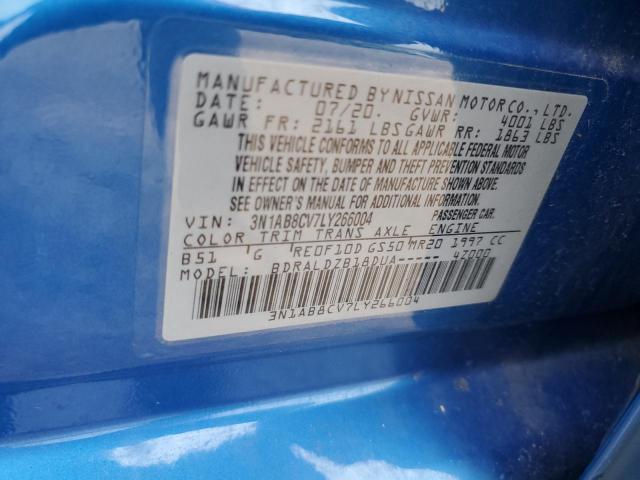 MANUFACTURED BY NISSAN MOTOR CO., LTD.
DATE: 07/20. GVWR: 4001 LBS
GAWR FR: 2161 LBS GAWR RR: 1863 LBS
THIS VEHICLE CONFORMS TO ALL APPLICABLE FEDERAL MOTOR
VEHICLE SAFETY, BUMPER AND THEFT PREVENTION STANDARDS
IN EFFECT ON THE DATE OF MANUFACTURE SHOWN ABOVE.
SEE OWNER'S MANUAL FOR ADDITIONAL INFORMATION.
VIN: 3N1AB8CV7LY266004 PASSENGER CAR.
COLOR TRIM TRANS AXLE ENGINE
B51 G RE0F10D GS50 MR20 1997 CC
MODEL: BDRALDZB18DUA----- 4Z000
3N1AB8CV7LY266004